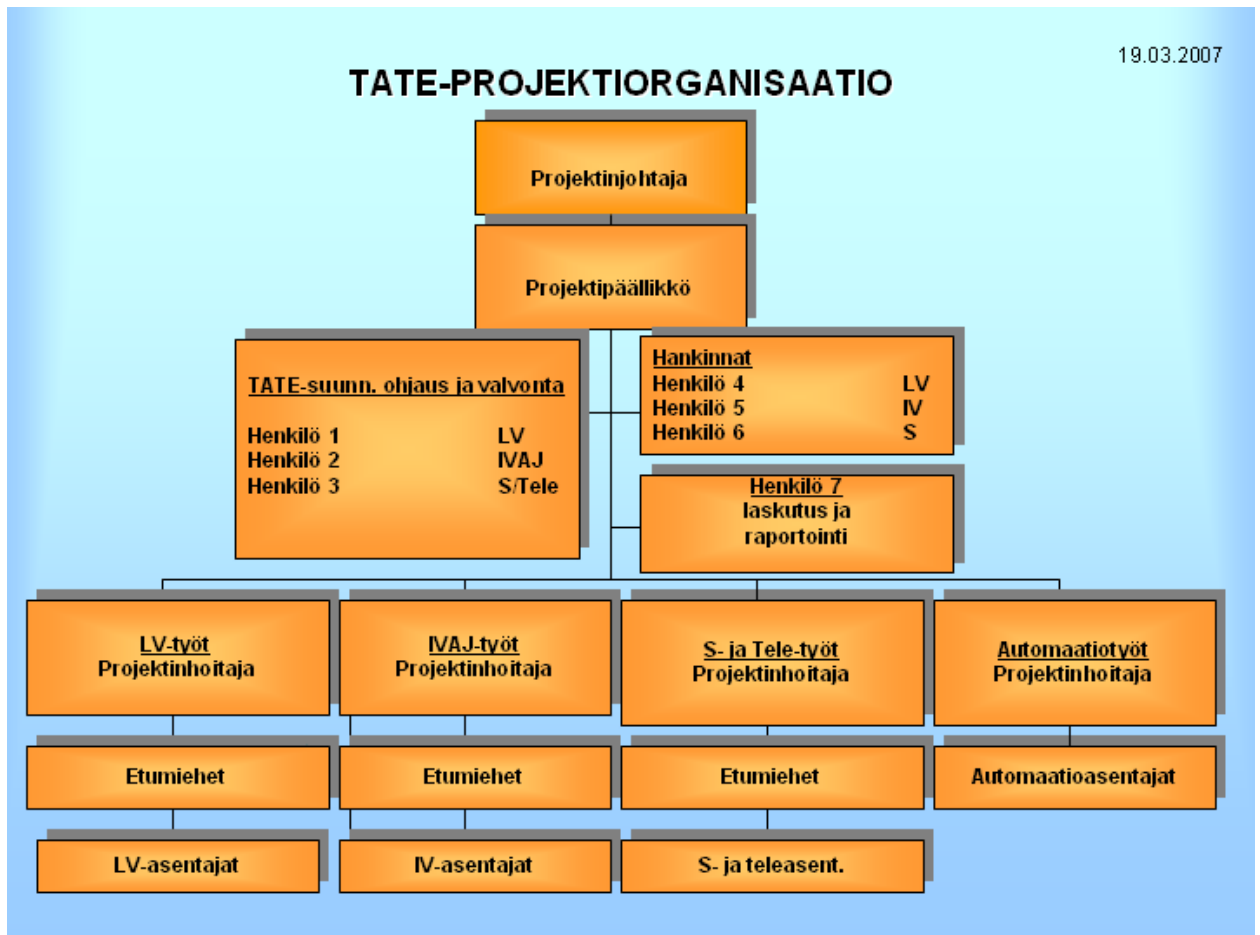 19.03.2007
TATE-PROJEKTIORGANISAATIO
Projektinjohtaja
Projektipäällikkö
TATE-suunn. ohjaus ja valvonta
Henkilö 1 LV
Henkilö 2 IVAJ
Henkilö 3 S/Tele
Hankinnat
Henkilö 4 LV
Henkilö 5 IV
Henkilö 6 S
Henkilö 7
laskutus ja
raportointi
LV-työt
Projektinhoitaja
IVAJ-työt
Projektinhoitaja
S- ja Tele-työt
Projektinhoitaja
Automaatiotyöt
Projektinhoitaja
Etumiehet
Etumiehet
Etumiehet
Automaatioasentajat
LV-asentajat
IV-asentajat
S- ja teleasent.